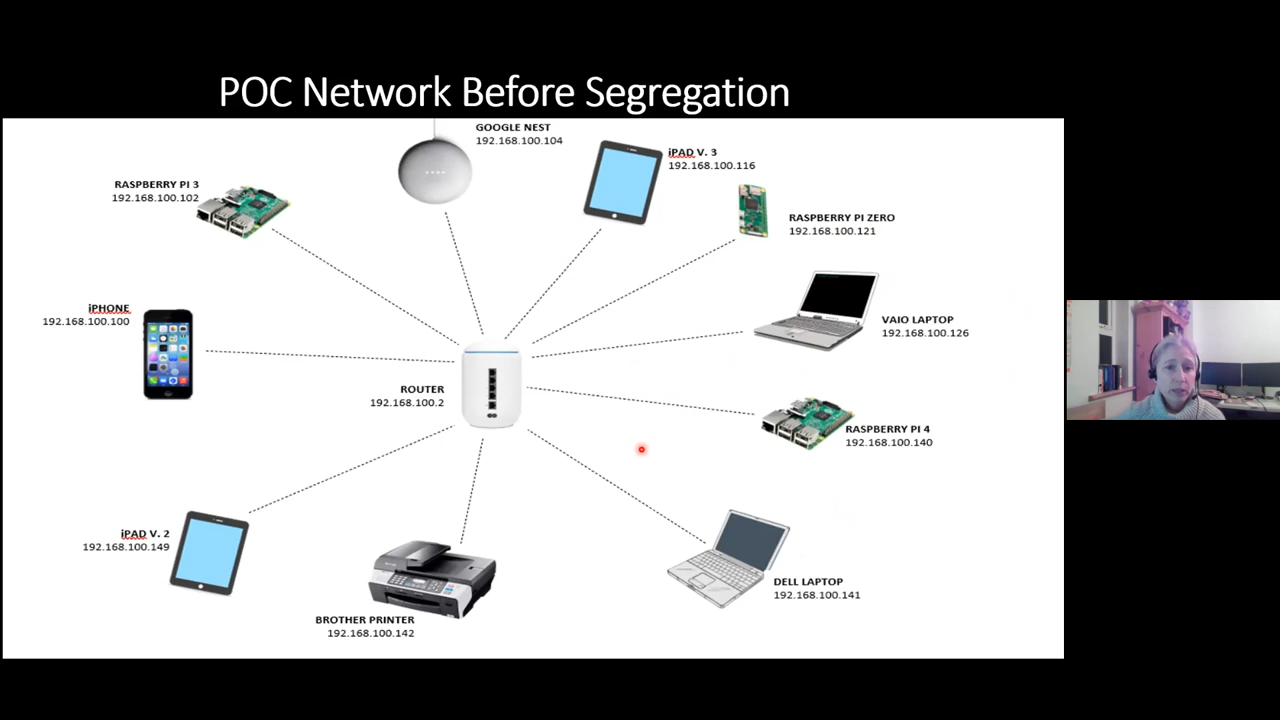 POC Network Before Segregation
GOOGLE NEST
192.168.100.104
iPAD V. 3
192.168.100.116
RASPBERRY PI 3
192.168.100.102
RASPBERRY PI ZERO
192.168.100.121
iPHONE
192.168.100.100
VAIO LAPTOP
192.168.100.126
ROUTER
192.168.100.2
RASPBERRY PI 4
192.168.100.140
iPAD V. 2
192.168.100.149
DELL LAPTOP
192.168.100.141
BROTHER PRINTER
192.168.100.142